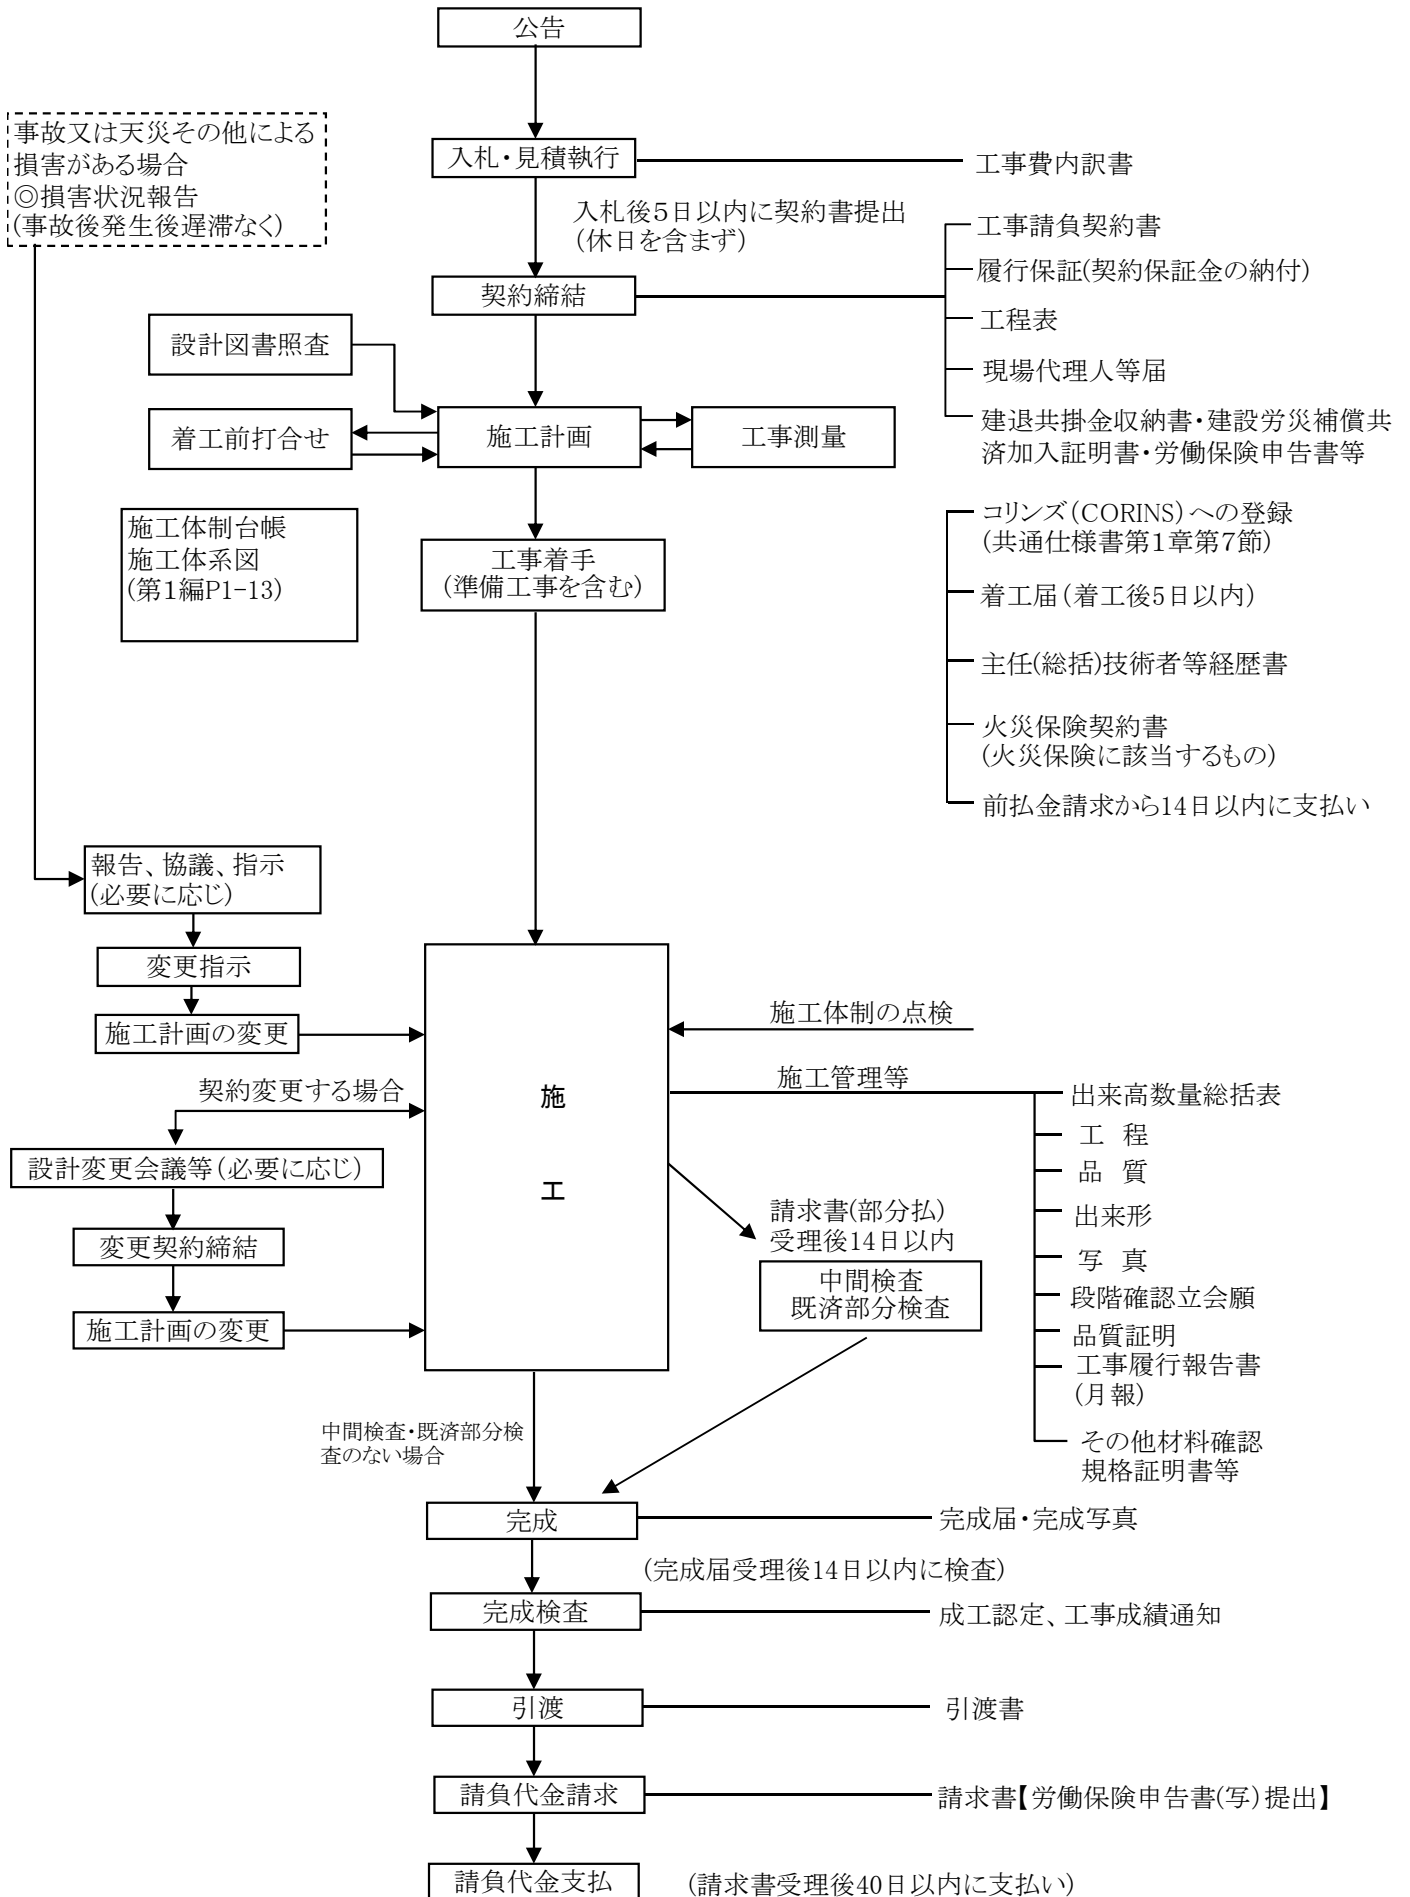 公告
事故又は天災その他による
損害がある場合
◎損害状況報告
(事故後発生後遅滞なく)
入札・見積執行
工事費内訳書
入札後5日以内に契約書提出
(休日を含まず)
契約締結
工事請負契約書
履行保証(契約保証金の納付)
工程表
現場代理人等届
建退共掛金収納書・建設労災補償共
済加入証明書・労働保険申告書等
設計図書照査
着工前打合せ
施工計画
工事測量
施工体制台帳
施工体系図
(第1編P1-13)
工事着手
(準備工事を含む)
コリンズ(CORINS)への登録
(共通仕様書第1章第7節)
着工届(着工後5日以内)
主任(総括)技術者等経歴書
火災保険契約書
(火災保険に該当するもの)
前払金請求から14日以内に支払い
報告、協議、指示
(必要に応じ)
変更指示
施工計画の変更
契約変更する場合
設計変更会議等(必要に応じ)
変更契約締結
施工計画の変更
施
工
施工体制の点検
施工管理等
出来高数量総括表
工 程
品 質
出来形
写 真
段階確認立会願
品質証明
工事履行報告書
(月報)
その他材料確認
規格証明書等
請求書(部分払)
受理後14日以内
中間検査
既済部分検査
中間検査・既済部分検
査のない場合
完成
完成届・完成写真
(完成届受理後14日以内に検査)
完成検査
成工認定、工事成績通知
引渡
引渡書
請負代金請求
請求書【労働保険申告書(写)提出】
請負代金支払
(請求書受理後40日以内に支払い)